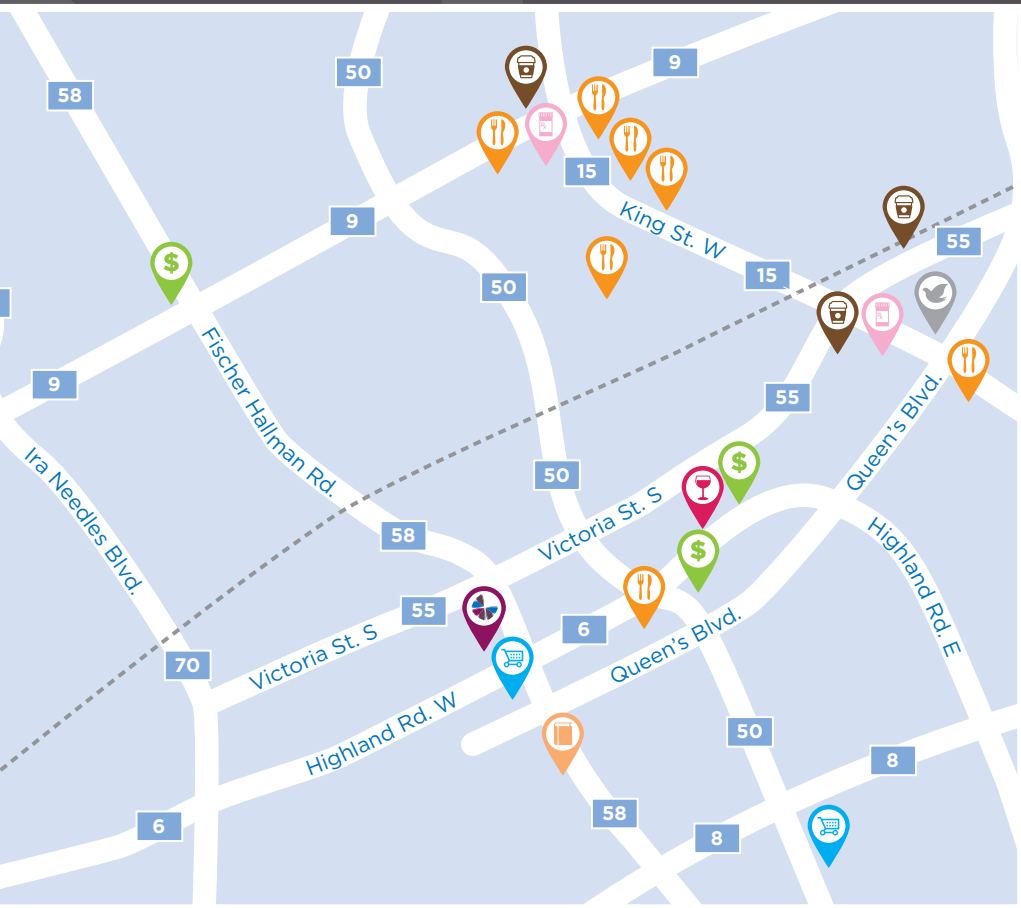 9
50
58
15
King St. W
9
55
15
50
Fischer Hallman Rd.
9
55
Queen's Blvd.
Ira Needles Blvd.
50
Victoria St. S
58
Highland Rd. E
55
6
Queen's Blvd.
Victoria St. S
70
Highland Rd. W
50
8
58
6
8
$
$
$